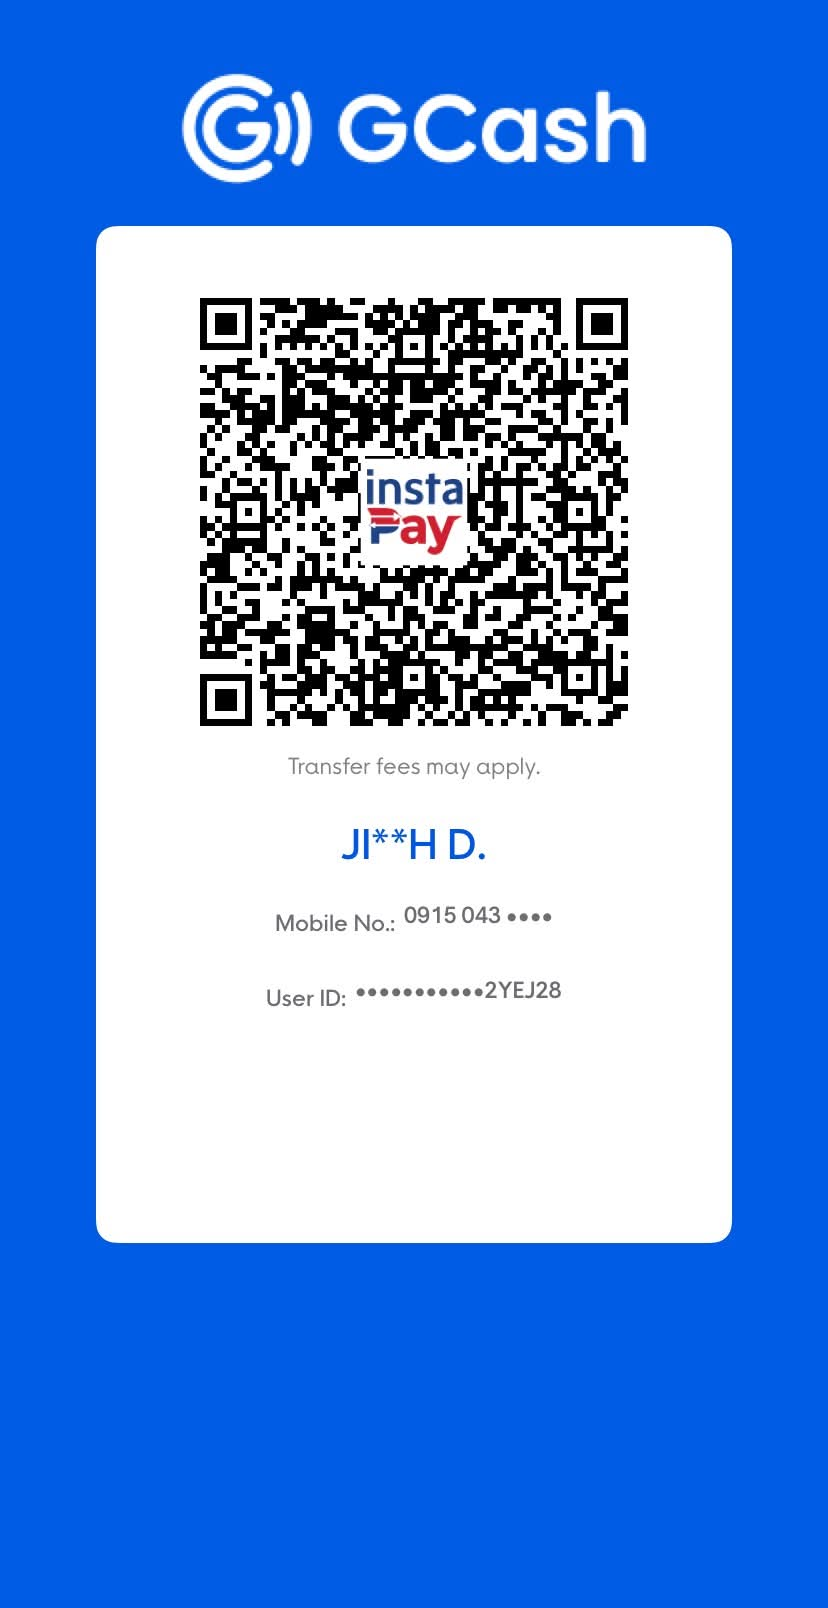 GCash
insta
Pay
Transfer fees may apply.
JI**H D.
Mobile No.: 0915 043 ••••
User ID: •••••••••••2YEJ28